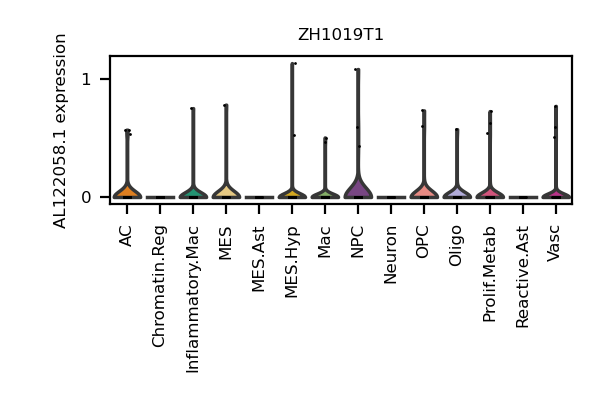 ZH1019T1
AL122058.1 expression
1
0
AC
Chromatin.Reg
Inflammatory.Mac
MES
MES.Ast
MES.Hyp
Mac
NPC
Neuron
OPC
Oligo
Prolif.Metab
Reactive.Ast
Vasc